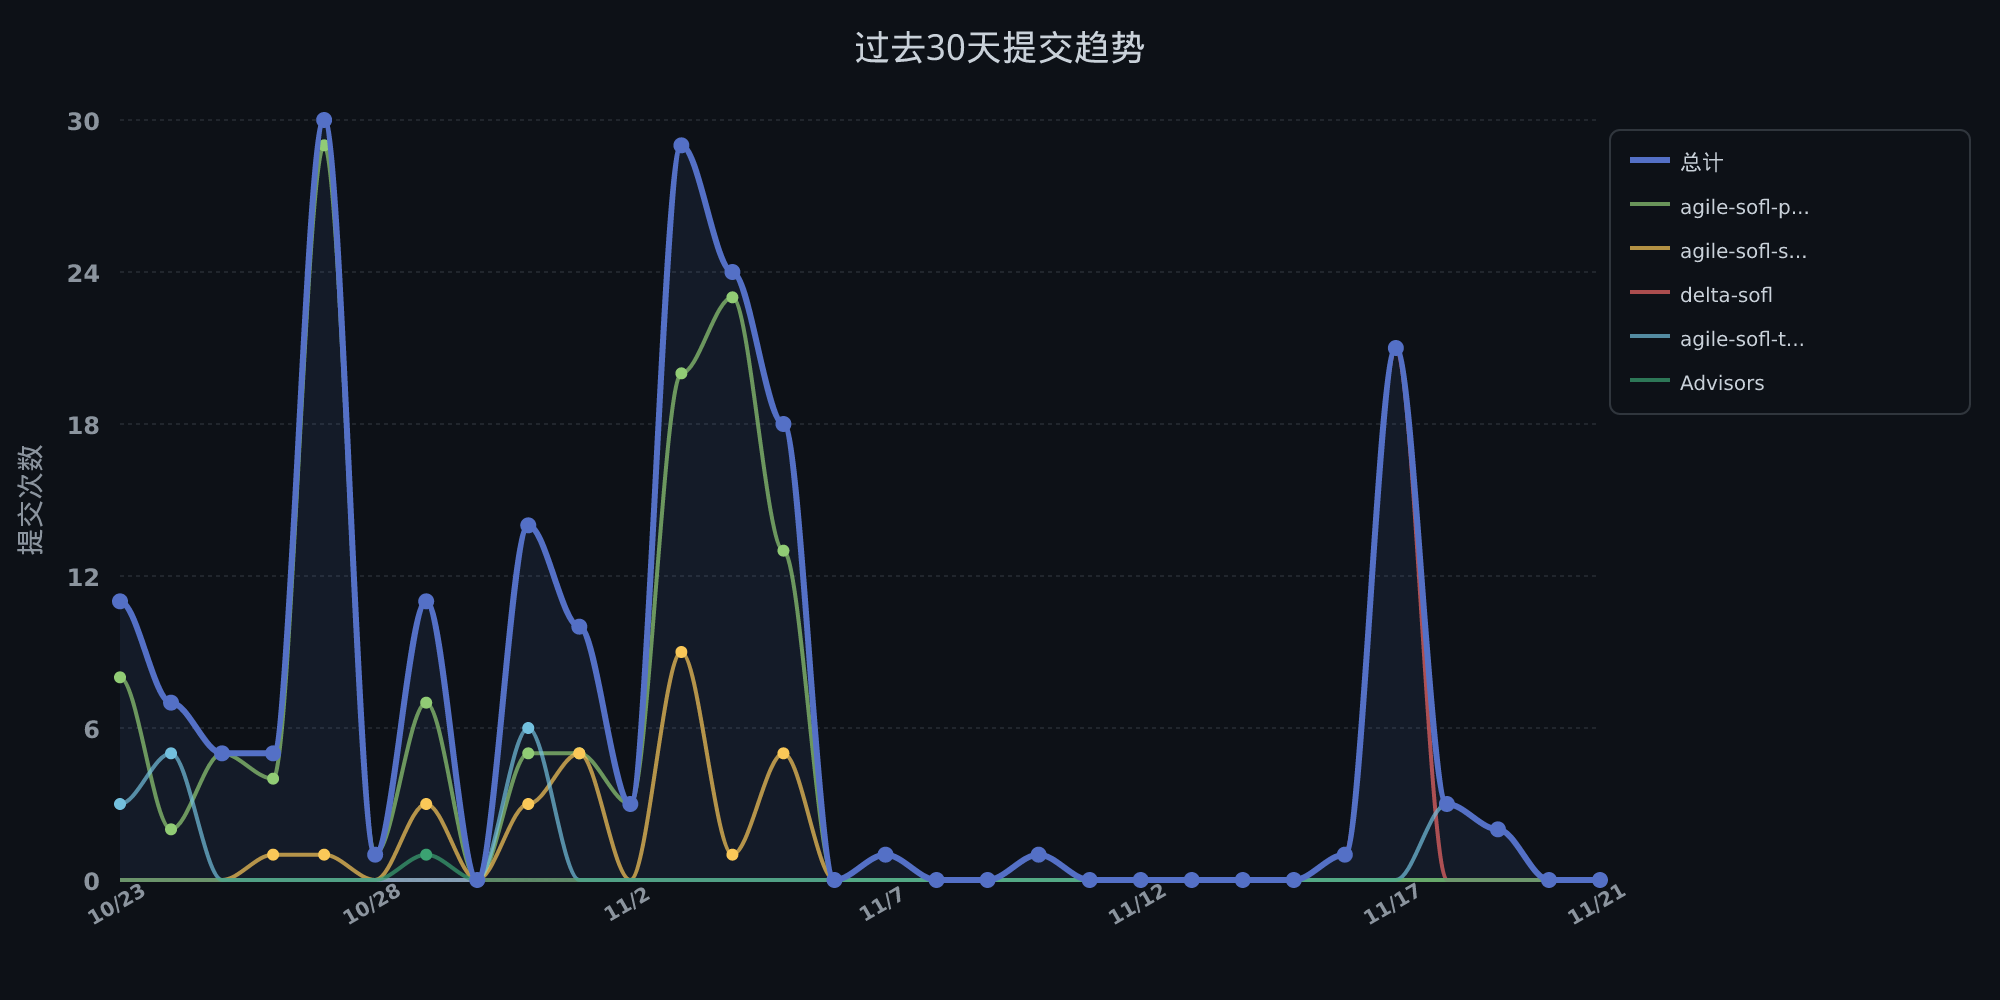 过去30天提交趋势
提交次数
30
24
18
12
6
0
10/23
10/28
11/2
11/7
11/12
11/17
11/21
总计
agile-sofl-p...
agile-sofl-s...
delta-sofl
agile-sofl-t...
Advisors